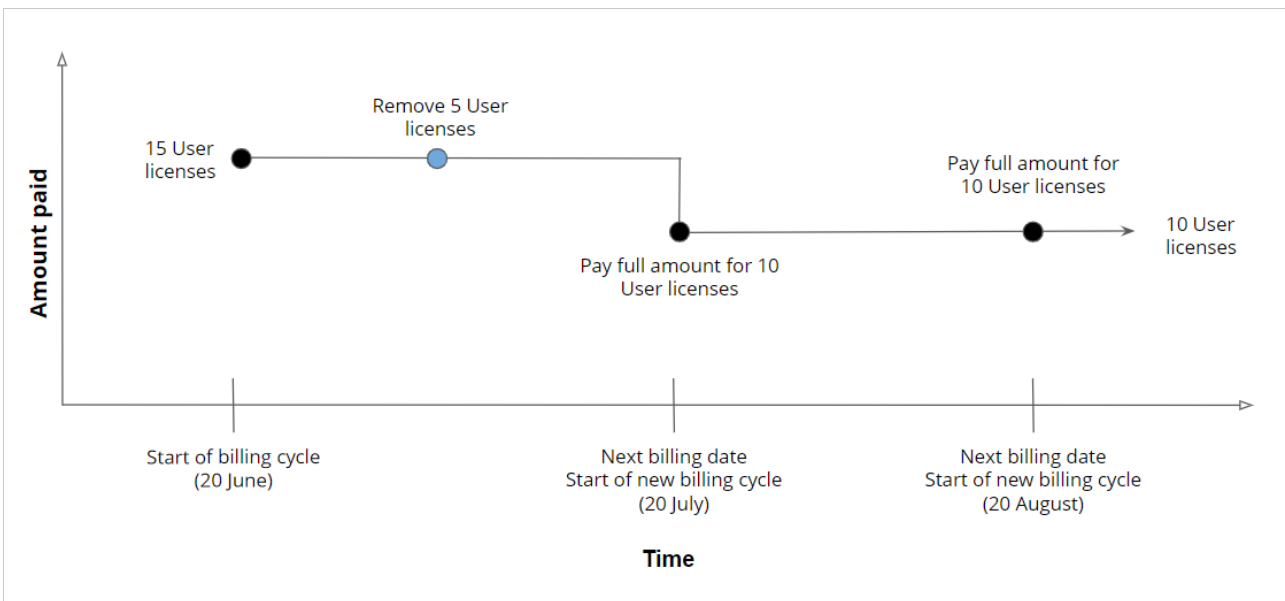 Remove 5 User
licenses
15 User
licenses
Pay full amount for
10 User licenses
10 User
licenses
Pay full amount for 10
User licenses
Amount paid
Start of billing cycle
(20 June)
Next billing date
Start of new billing cycle
(20 July)
Next billing date
Start of new billing cycle
(20 August)
Time